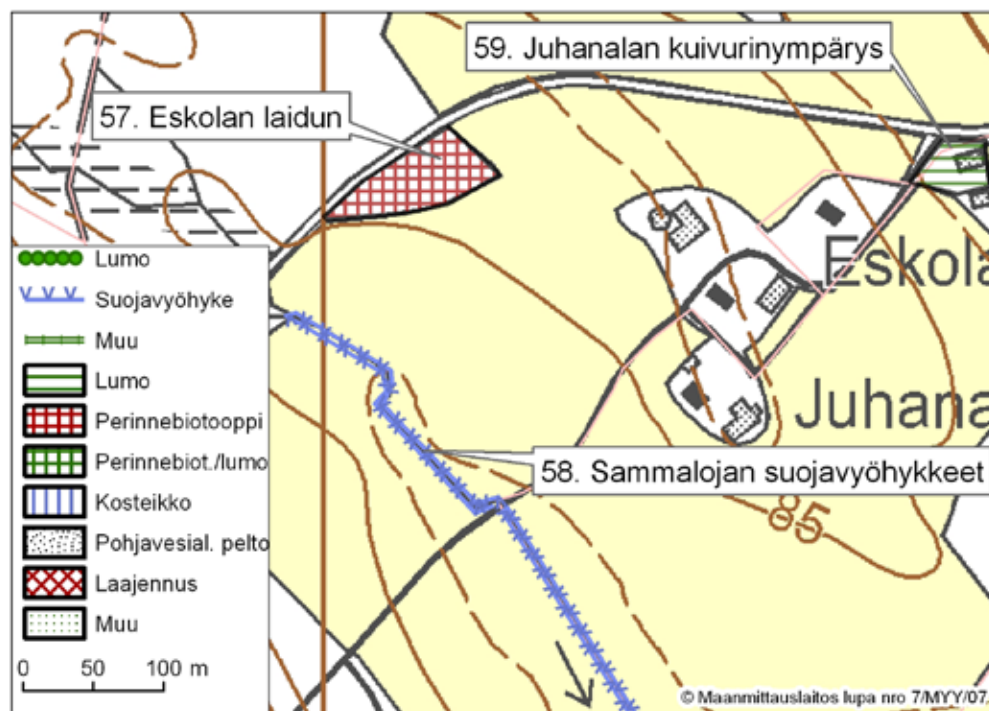 59. Juhanalan kuivurinympärys
57. Eskolan laidun
Lumo
Suojavyöhyke
Muu
Lumo
Perinnebiotooppi
Perinnebiot./lumo
Kosteikko
Pohjavesial. pelto
Laajennus
Muu
0 50 100 m
Eskola
Juhana
58. Sammalojan suojavyöhykkeet
85
© Maanmittauslaitos lupa nro 7/MYY/07.